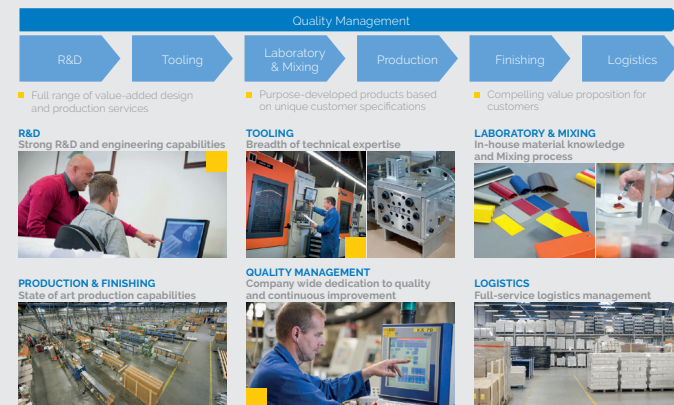 Quality Management
R&D
Tooling
Laboratory
& Mixing
Production
Finishing
Logistics
Full range of value-added design
and production services
Purpose-developed products based
on unique customer specifications
Compelling value proposition for
customers
R&D
Strong R&D and engineering capabilities
TOOLING
Breadth of technical expertise
LABORATORY & MIXING
In-house material knowledge
and Mixing process
PRODUCTION & FINISHING
State of art production capabilities
QUALITY MANAGEMENT
Company wide dedication to quality
and continuous improvement
LOGISTICS
Full-service logistics management